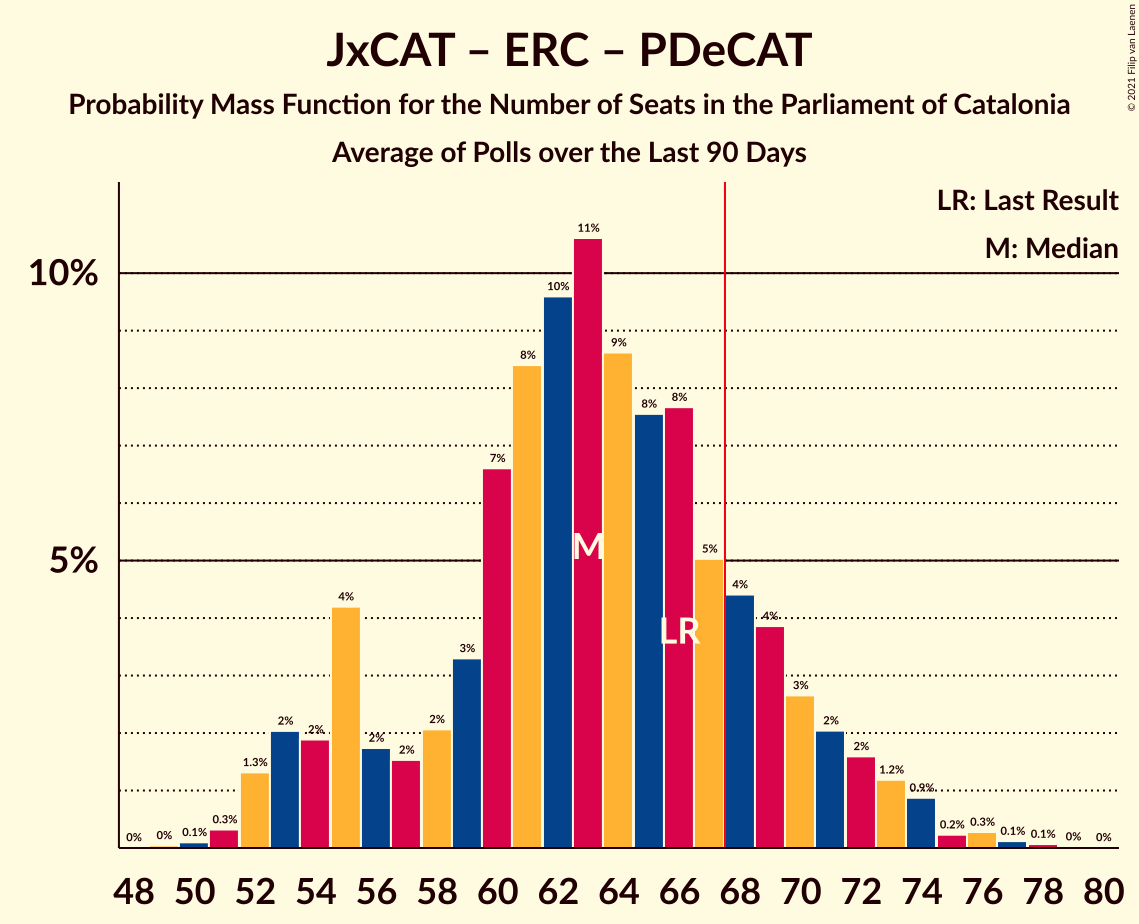 JxCAT – ERC – PDeCAT
Probability Mass Function for the Number of Seats in the Parliament of Catalonia
Average of Polls over the Last 90 Days
© 2021 Filip van Laenen
LR: Last Result
M: Median
10%
5%
0% 0% 0.1% 0.3% 1.3% 2% 2% 4% 2% 2% 2% 3% 7% 8% 10% 11% 9% 8% 8% 5% 4% 4% 3% 2% 2% 1.2% 0.9% 0.2% 0.3% 0.1% 0.1% 0% 0%
M
LR
48 50 52 54 56 58 60 62 64 66 68 70 72 74 76 78 80